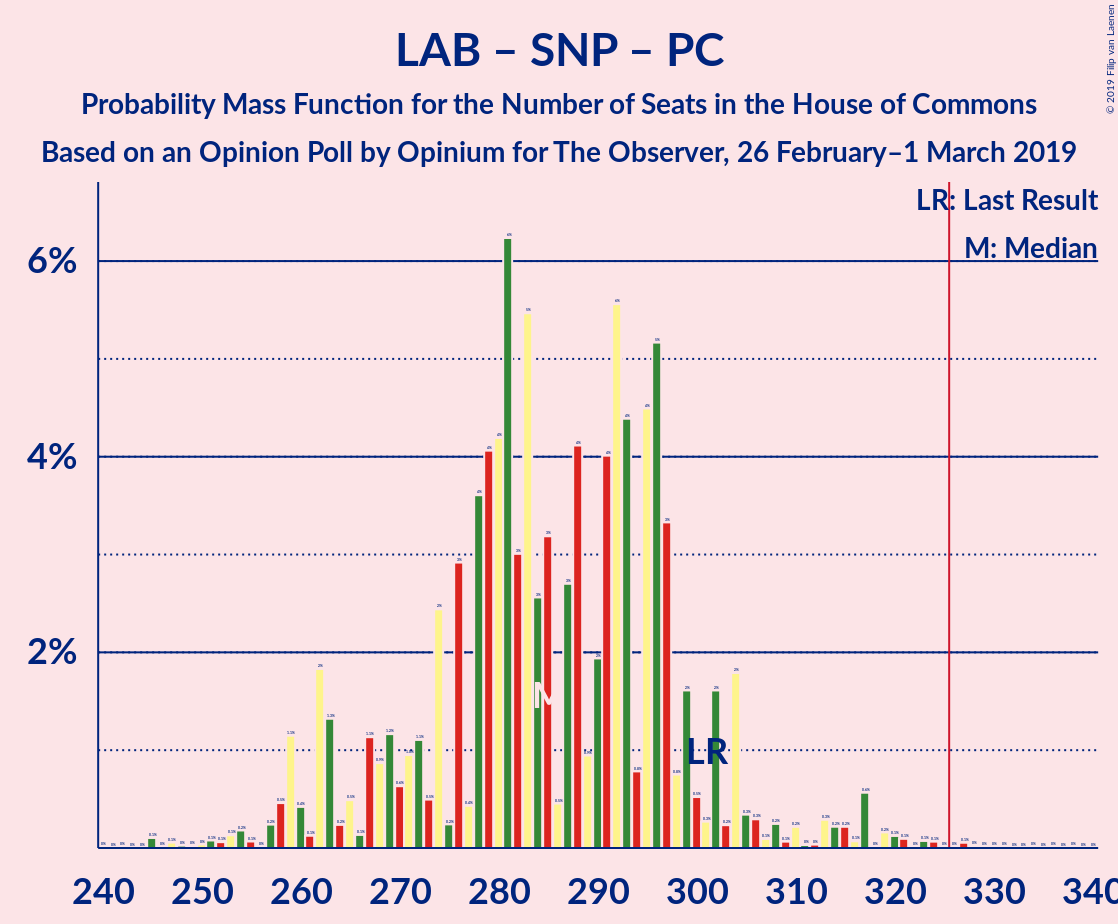 LAB – SNP – PC
Probability Mass Function for the Number of Seats in the House of Commons
Based on an Opinion Poll by Opinium for The Observer, 26 February–1 March 2019
© 2019 Filip van Laenen
LR: Last Result
M: Median
6%
4%
2%
M
LR
240 250 260 270 280 290 300 310 320 330 340